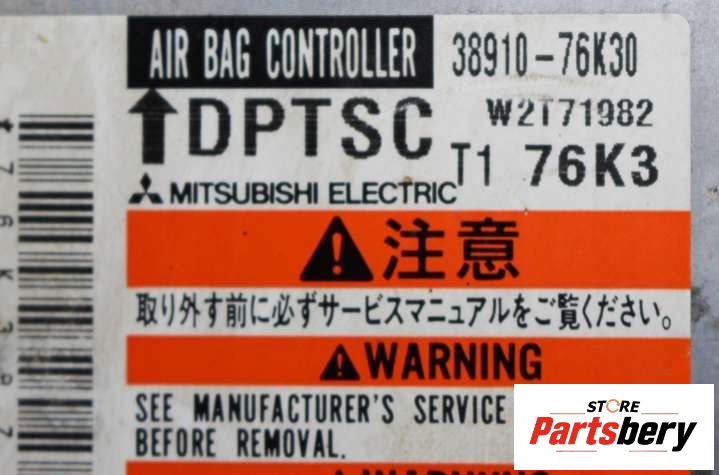 AIR BAG CONTROLLER 38910-76K30
DPTSC W2T71982
T1 76K3
MITSUBISHI ELECTRIC
注意
取り外す前に必ずサービスマニュアルをご覧ください。
WARNING
SEE MANUFACTURER'S SERVICE
BEFORE REMOVAL.
STORE
Partsbery